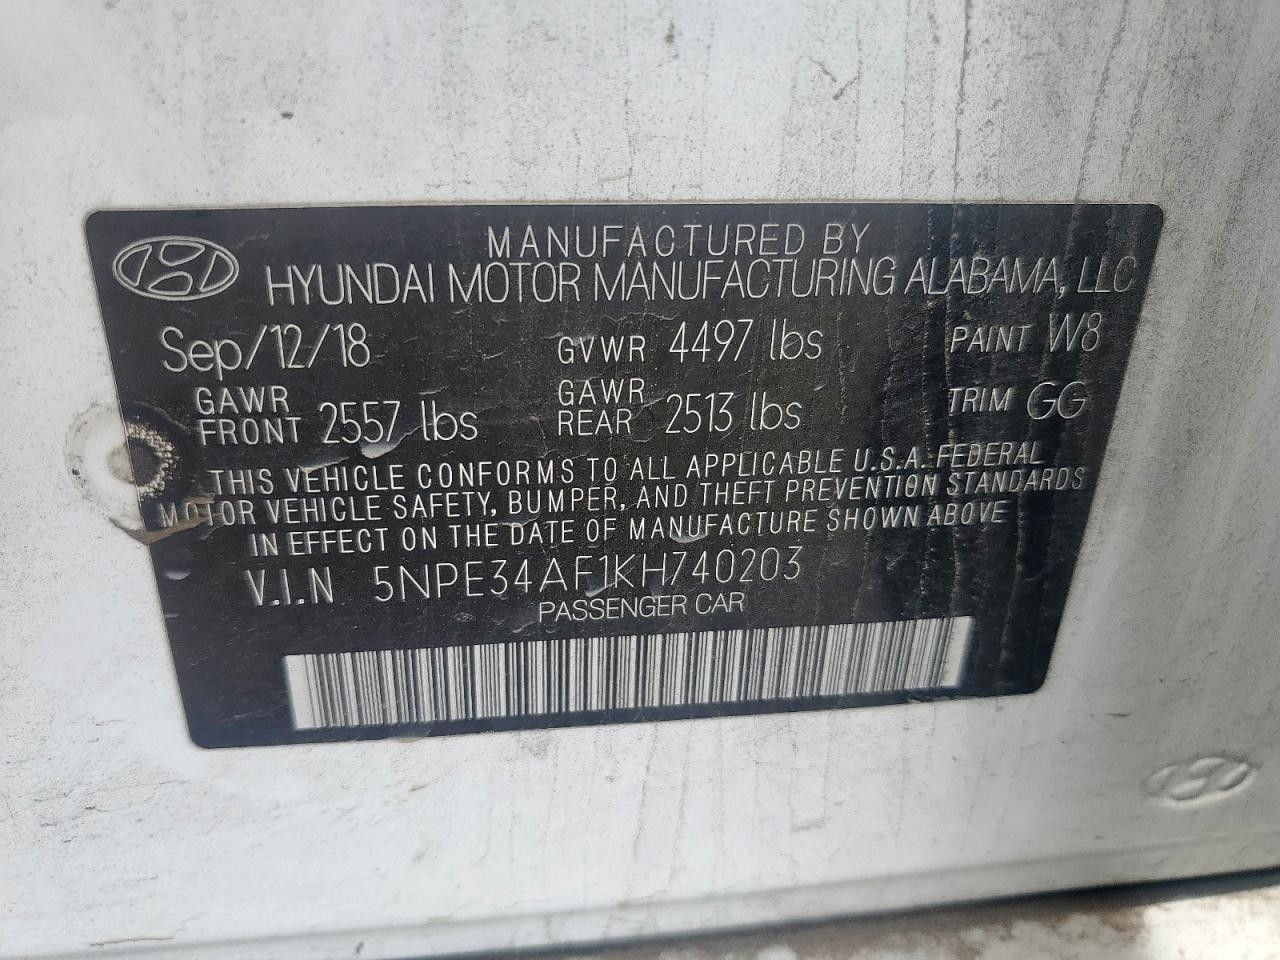 MANUFACTURED BY
HYUNDAI MOTOR MANUFACTURING ALABAMA, LLC
Sep/12/18 GVWR 4497 lbs PAINT W8
GAWR FRONT 2557 lbs GAWR REAR 2513 lbs TRIM GG
THIS VEHICLE CONFORMS TO ALL APPLICABLE U.S.A. FEDERAL
MOTOR VEHICLE SAFETY, BUMPER, AND THEFT PREVENTION STANDARDS
IN EFFECT ON THE DATE OF MANUFACTURE SHOWN ABOVE
V.I.N 5NPE34AF1KH740203
PASSENGER CAR